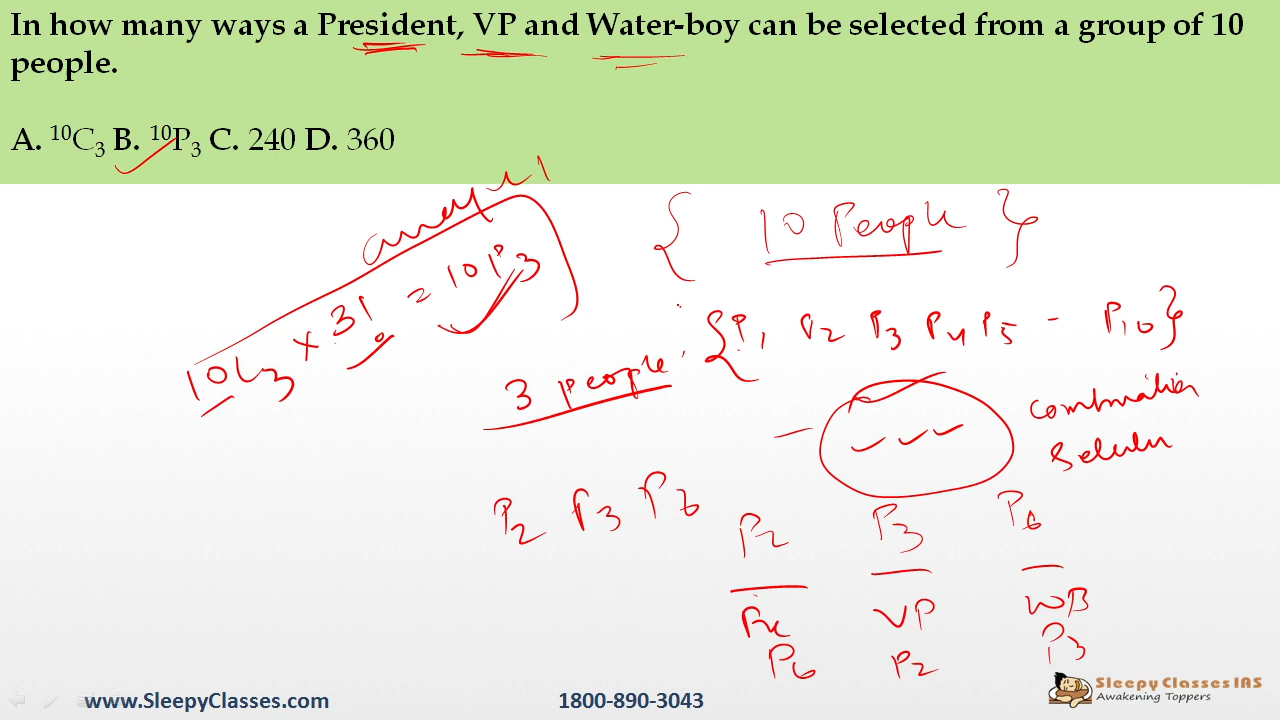 In how many ways a President, VP and Water-boy can be selected from a group of 10
people.
A. ¹⁰C₃ B. ¹⁰P₃ C. 240 D. 360
{ 10 People }
10C3 × 3! = 10P3
3 people
{P1 P2 P3 P4 P5 - P10}
Combination
P2 P3 P6
P2 P3 P6
VP WB
P6 P2 P3
www.SleepyClasses.com
1800-890-3043
Sleepy Classes IAS
Awakening Toppers